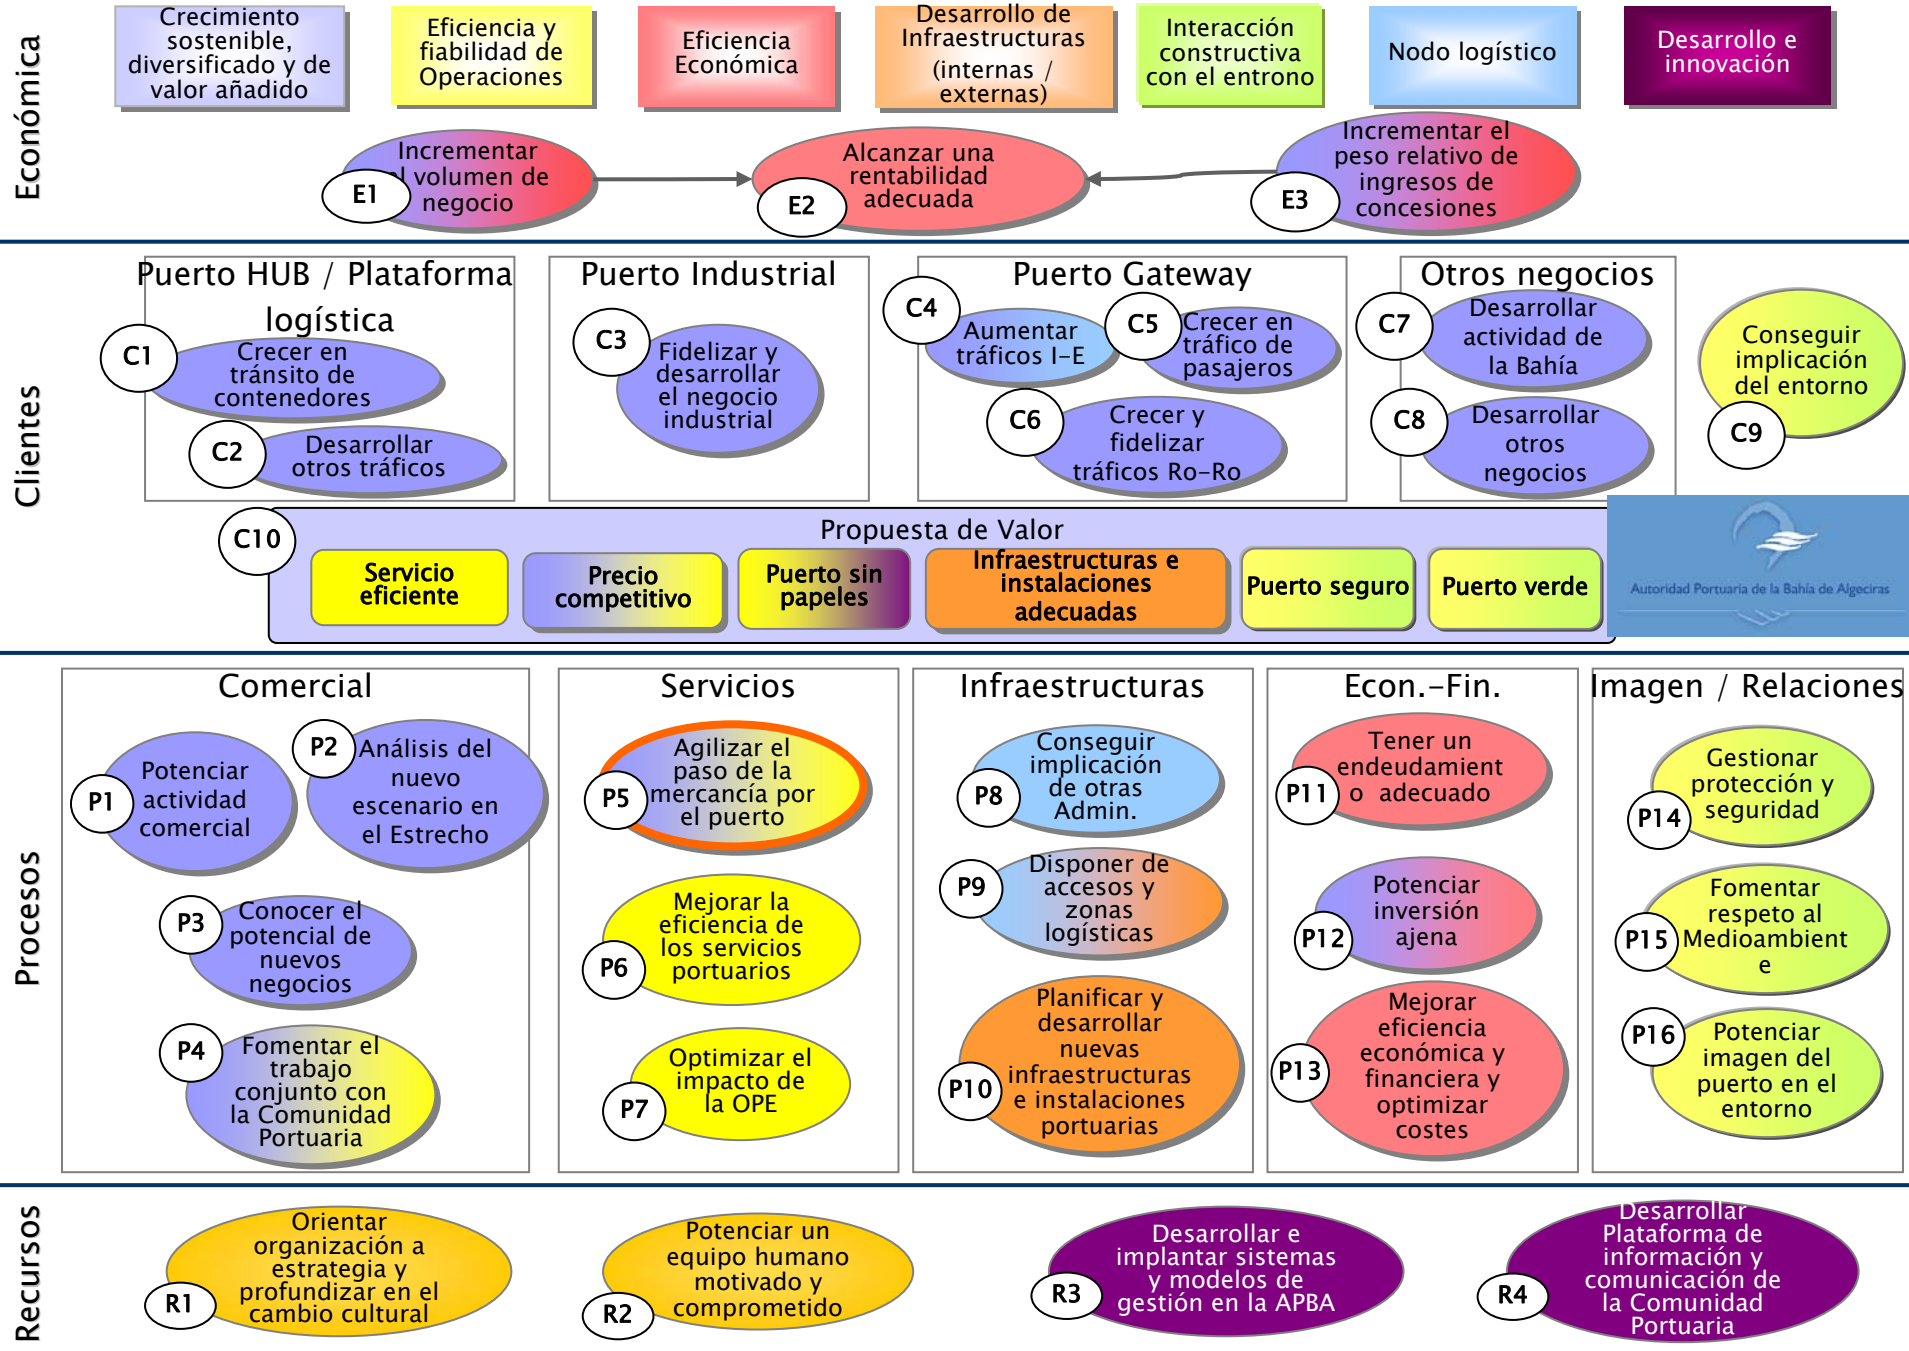 Económica
Crecimiento
sostenible,
diversificado y de
valor añadido
Eficiencia y
fiabilidad de
Operaciones
Eficiencia
Económica
Desarrollo de
Infraestructuras
(internas /
externas)
Interacción
constructiva
con el entrono
Nodo logístico
Desarrollo e
innovación
Incrementar
el volumen de
negocio
E1
Alcanzar una
rentabilidad
adecuada
E2
Incrementar el
peso relativo de
ingresos de
concesiones
E3
Clientes
Puerto HUB / Plataforma
logística
C1
Crecer en
tránsito de
contenedores
C2
Desarrollar
otros tráficos
Puerto Industrial
C3
Fidelizar y
desarrollar
el negocio
industrial
Puerto Gateway
C4
Aumentar
tráficos I-E
C5
Crecer en
tráfico de
pasajeros
C6
Crecer y
fidelizar
tráficos Ro-Ro
Otros negocios
C7
Desarrollar
actividad de
la Bahía
C8
Desarrollar
otros
negocios
Conseguir
implicación
del entorno
C9
C10
Propuesta de Valor
Servicio
eficiente
Precio
competitivo
Puerto sin
papeles
Infraestructuras e
instalaciones
adecuadas
Puerto seguro
Puerto verde
Autoridad Portuaria de la Bahía de Algeciras
Procesos
Comercial
P1
Potenciar
actividad
comercial
P2
Análisis del
nuevo
escenario en
el Estrecho
P3
Conocer el
potencial de
nuevos
negocios
P4
Fomentar el
trabajo
conjunto con
la Comunidad
Portuaria
Servicios
P5
Agilizar el
paso de la
mercancía por
el puerto
P6
Mejorar la
eficiencia de
los servicios
portuarios
P7
Optimizar el
impacto de
la OPE
Infraestructuras
P8
Conseguir
implicación
de otras
Admin.
P9
Disponer de
accesos y
zonas
logísticas
P10
Planificar y
desarrollar
nuevas
infraestructuras
e instalaciones
portuarias
Econ.-Fin.
P11
Tener un
endeudamient
o adecuado
P12
Potenciar
inversión
ajena
P13
Mejorar
eficiencia
económica y
financiera y
optimizar
costes
Imagen / Relaciones
P14
Gestionar
protección y
seguridad
P15
Fomentar
respeto al
Medioambient
e
P16
Potenciar
imagen del
puerto en el
entorno
Recursos
R1
Orientar
organización a
estrategia y
profundizar en el
cambio cultural
R2
Potenciar un
equipo humano
motivado y
comprometido
R3
Desarrollar e
implantar sistemas
y modelos de
gestión en la APBA
R4
Desarrollar
Plataforma de
información y
comunicación de
la Comunidad
Portuaria